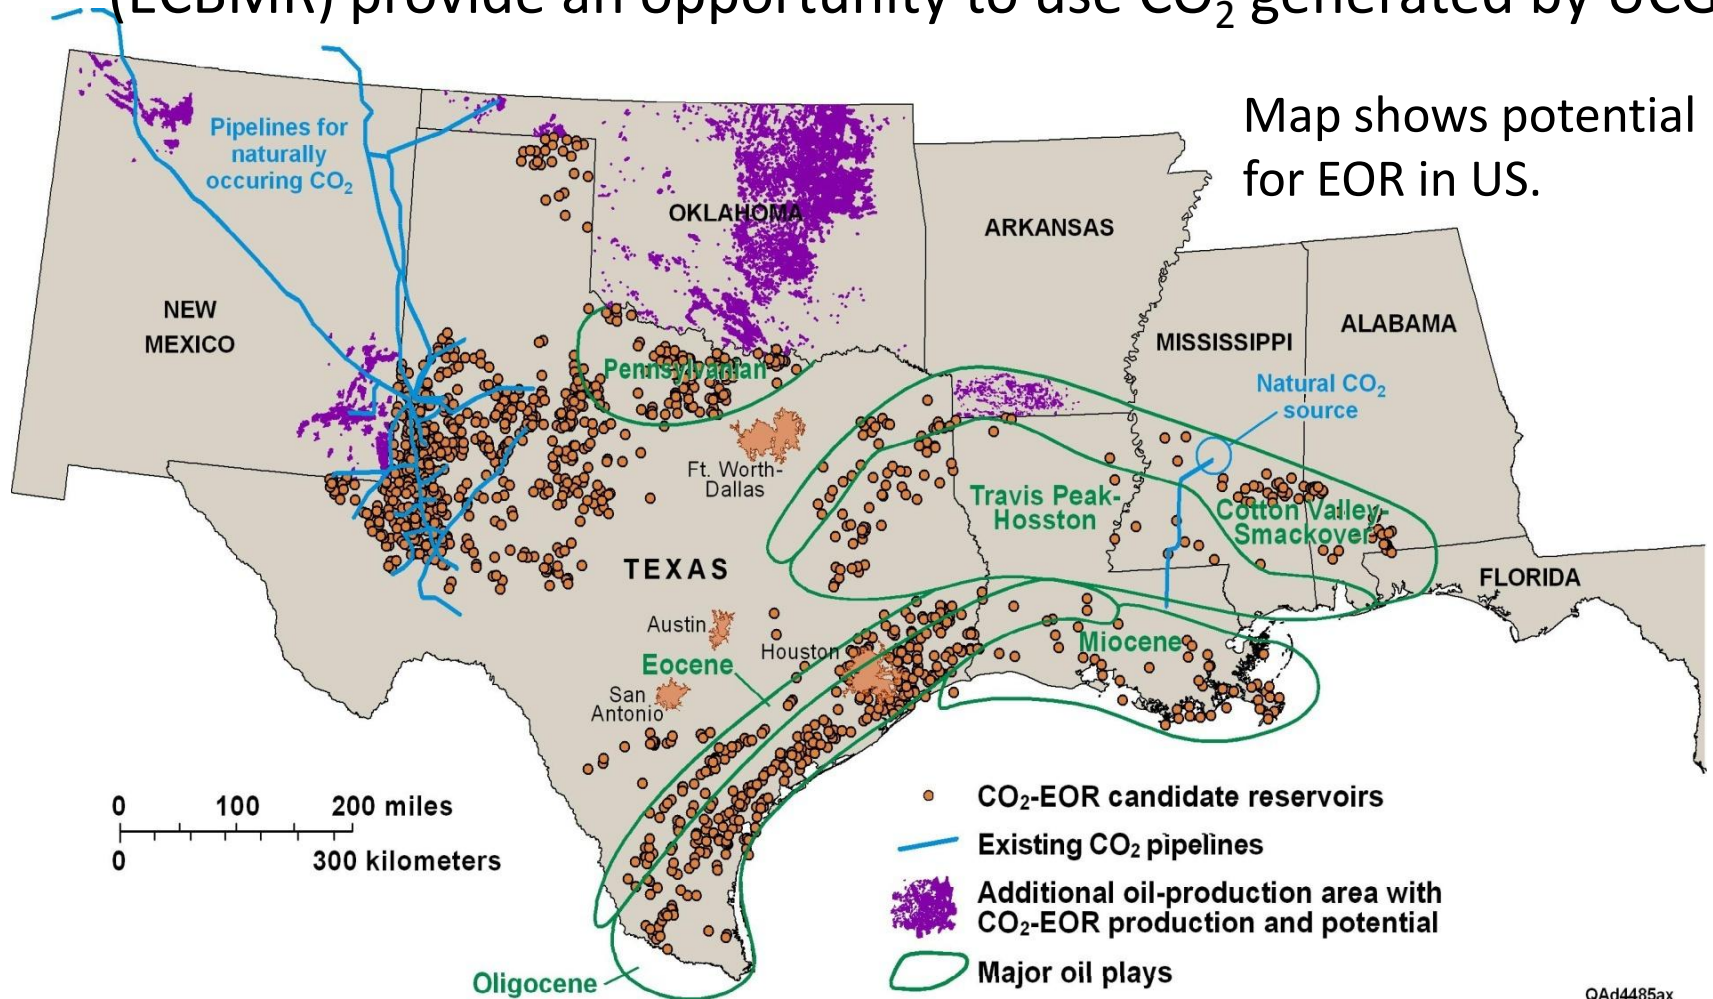 (ECBMR) provide an opportunity to use CO₂ generated by UCG
Map shows potential
for EOR in US.
Pipelines for
naturally
occuring CO₂
OKLAHOMA
ARKANSAS
NEW
MEXICO
MISSISSIPPI
ALABAMA
Natural CO₂
source
Pennsylvanian
Ft. Worth-
Dallas
Travis Peak-
Hosston
Cotton Valley-
Smackover
TEXAS
FLORIDA
Austin
Houston
Eocene
Miocene
San
Antonio
0 100 200 miles
0 300 kilometers
CO₂-EOR candidate reservoirs
Existing CO₂ pipelines
Additional oil-production area with
CO₂-EOR production and potential
Major oil plays
Oligocene
QAd4485ax